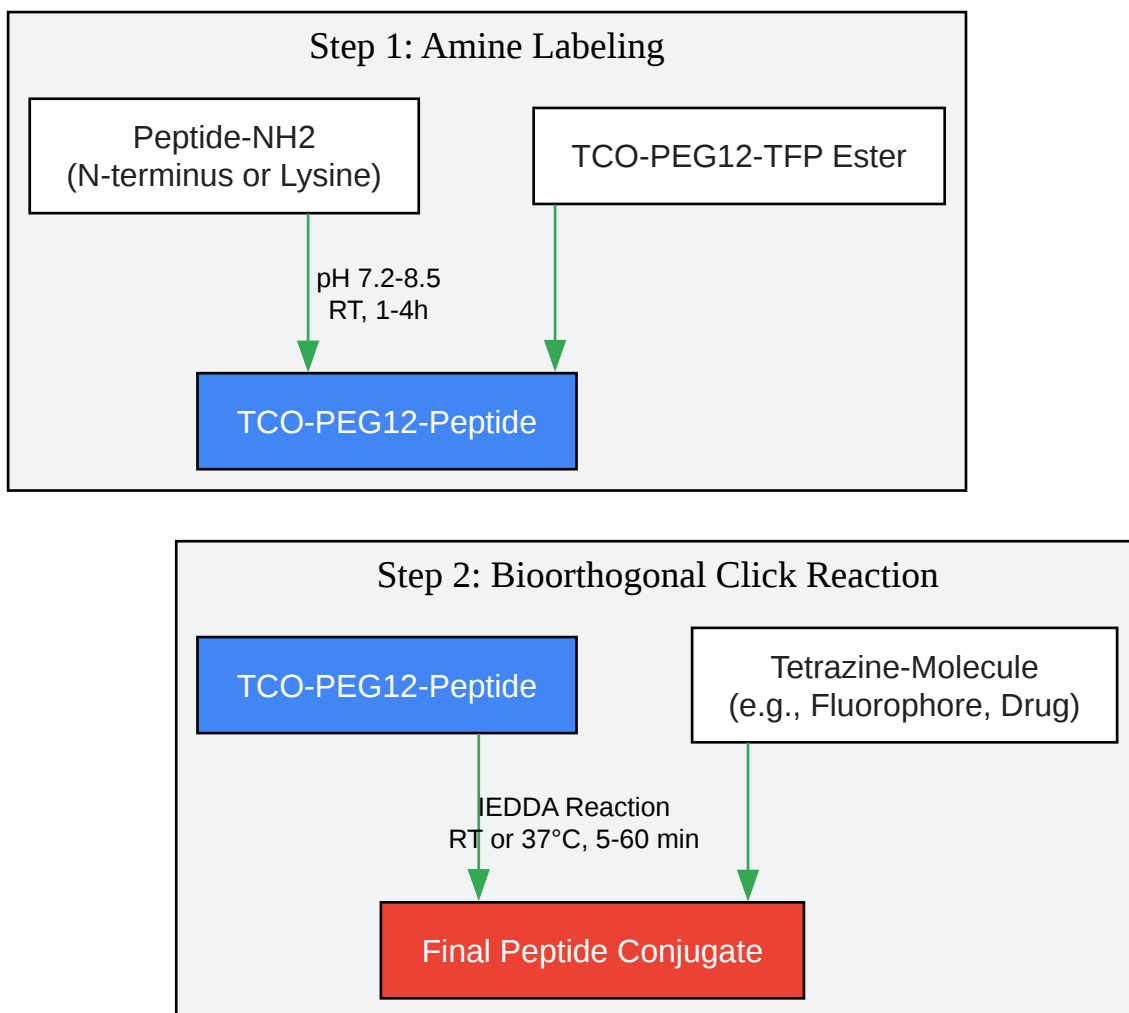 Step 1: Amine Labeling
Peptide-NH2
(N-terminus or Lysine)
TCO-PEG12-TFP Ester
pH 7.2-8.5
RT, 1-4h
TCO-PEG12-Peptide
Step 2: Bioorthogonal Click Reaction
TCO-PEG12-Peptide
Tetrazine-Molecule
(e.g., Fluorophore, Drug)
IEDDA Reaction
RT or 37°C, 5-60 min
Final Peptide Conjugate